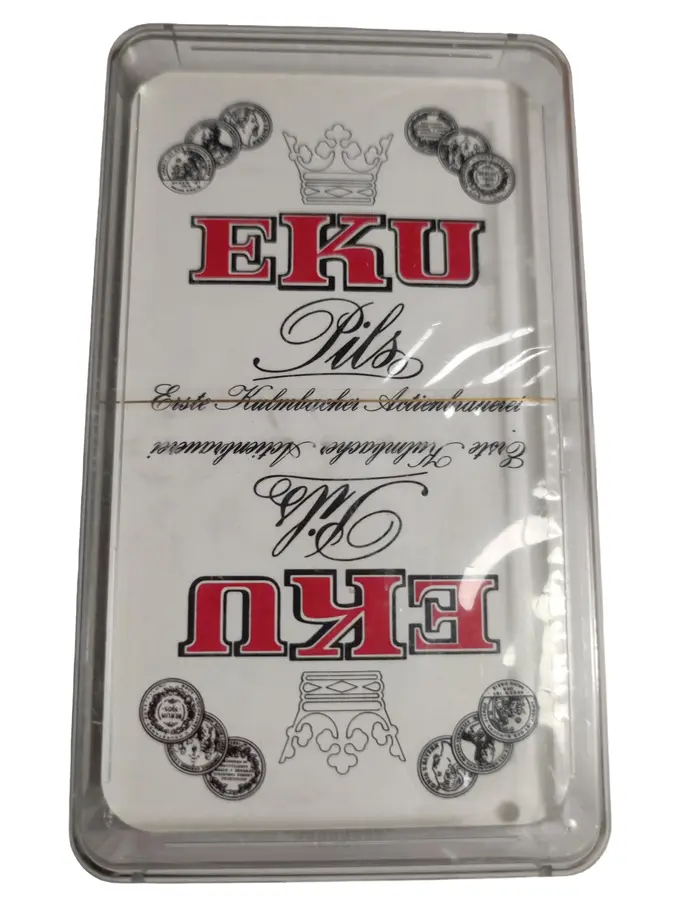 EKU
Pils
Erste Kulmbacher Actienbrauerei
Erste Kulmbacher Actienbrauerei
Pils
EKU